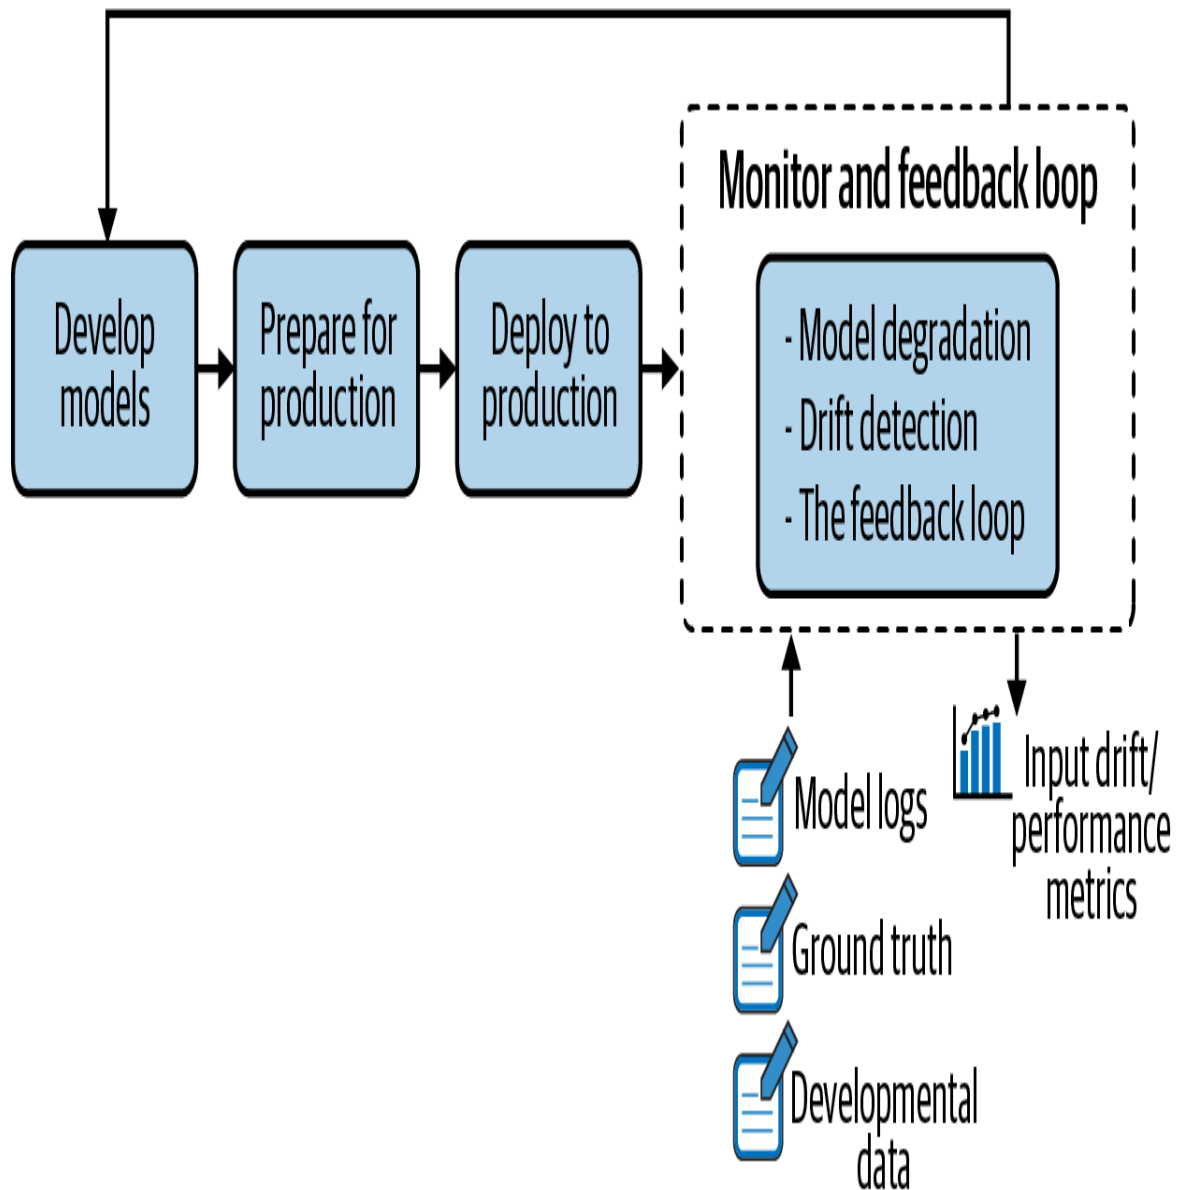 Monitor and feedback loop
Develop
models
Prepare for
production
Deploy to
production
- Model degradation
- Drift detection
- The feedback loop
Model logs
Ground truth
Developmental
data
Input drift/
performance
metrics